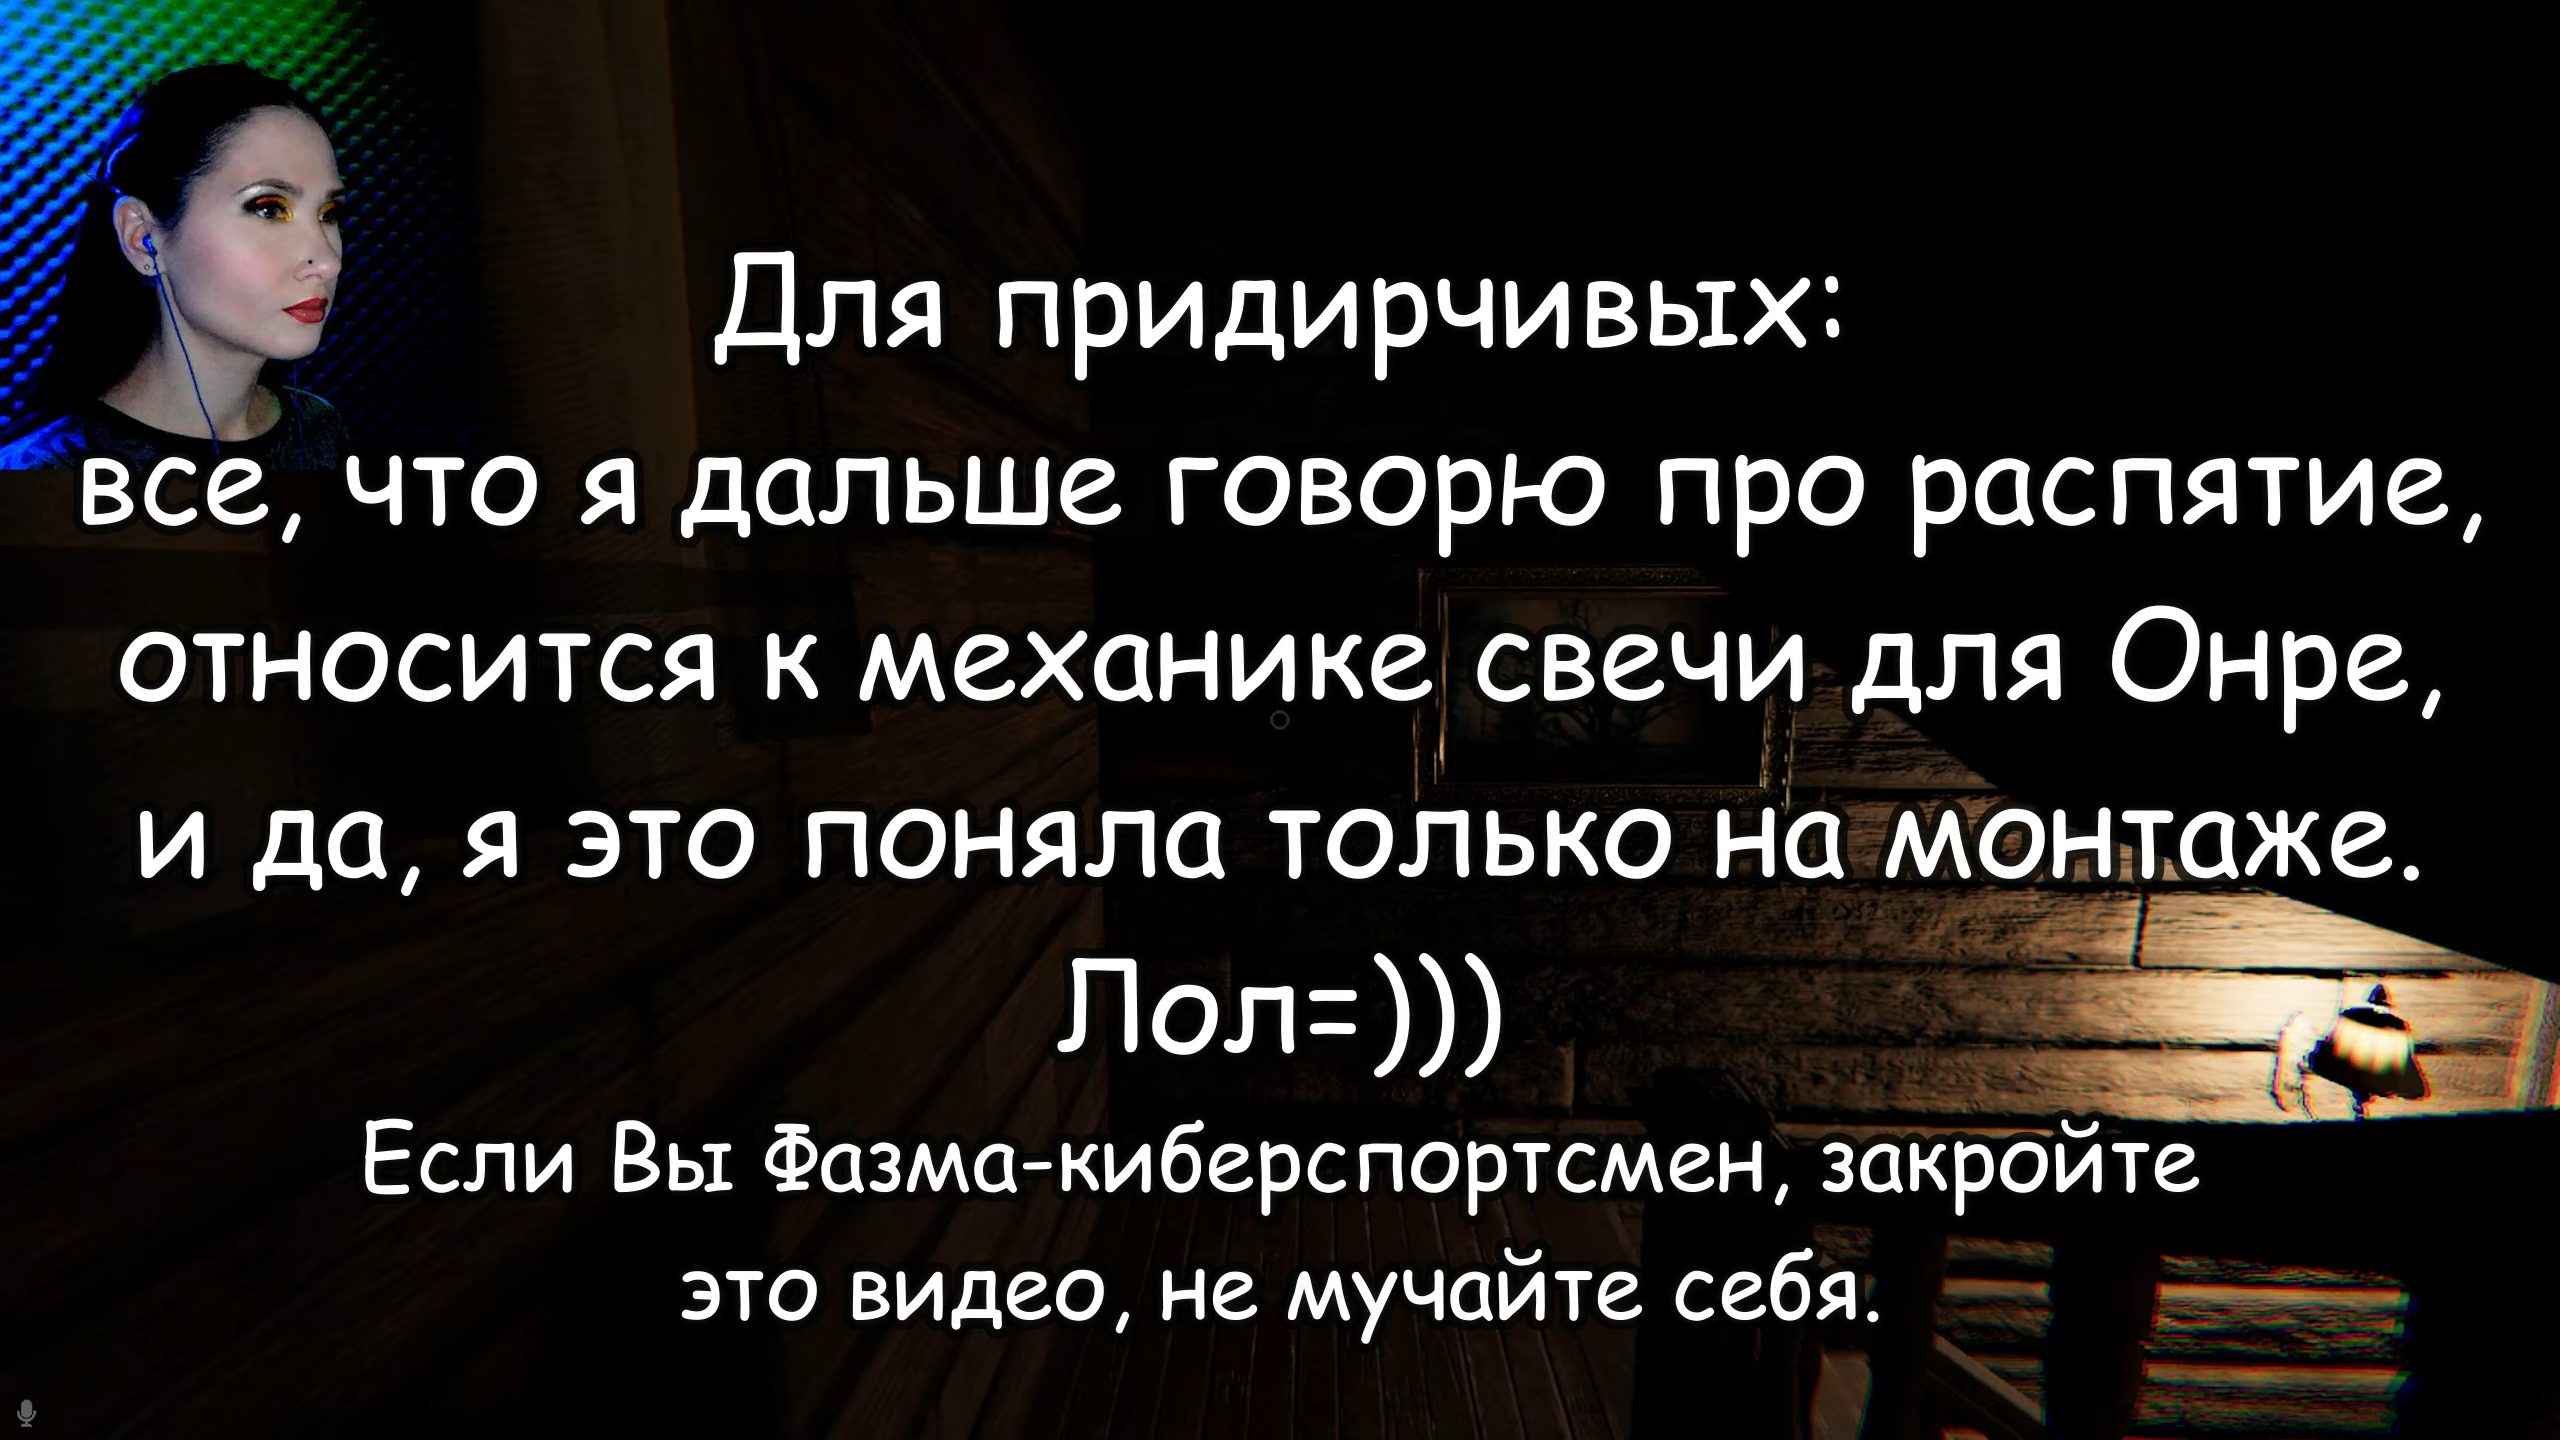 Для придирчивых:
все, что я дальше говорю про распятие,
относится к механике свечи для Онре,
и да, я это поняла только на монтаже.
Лол=)))
Если Вы Фазма-киберспортсмен, закройте
это видео, не мучайте себя.